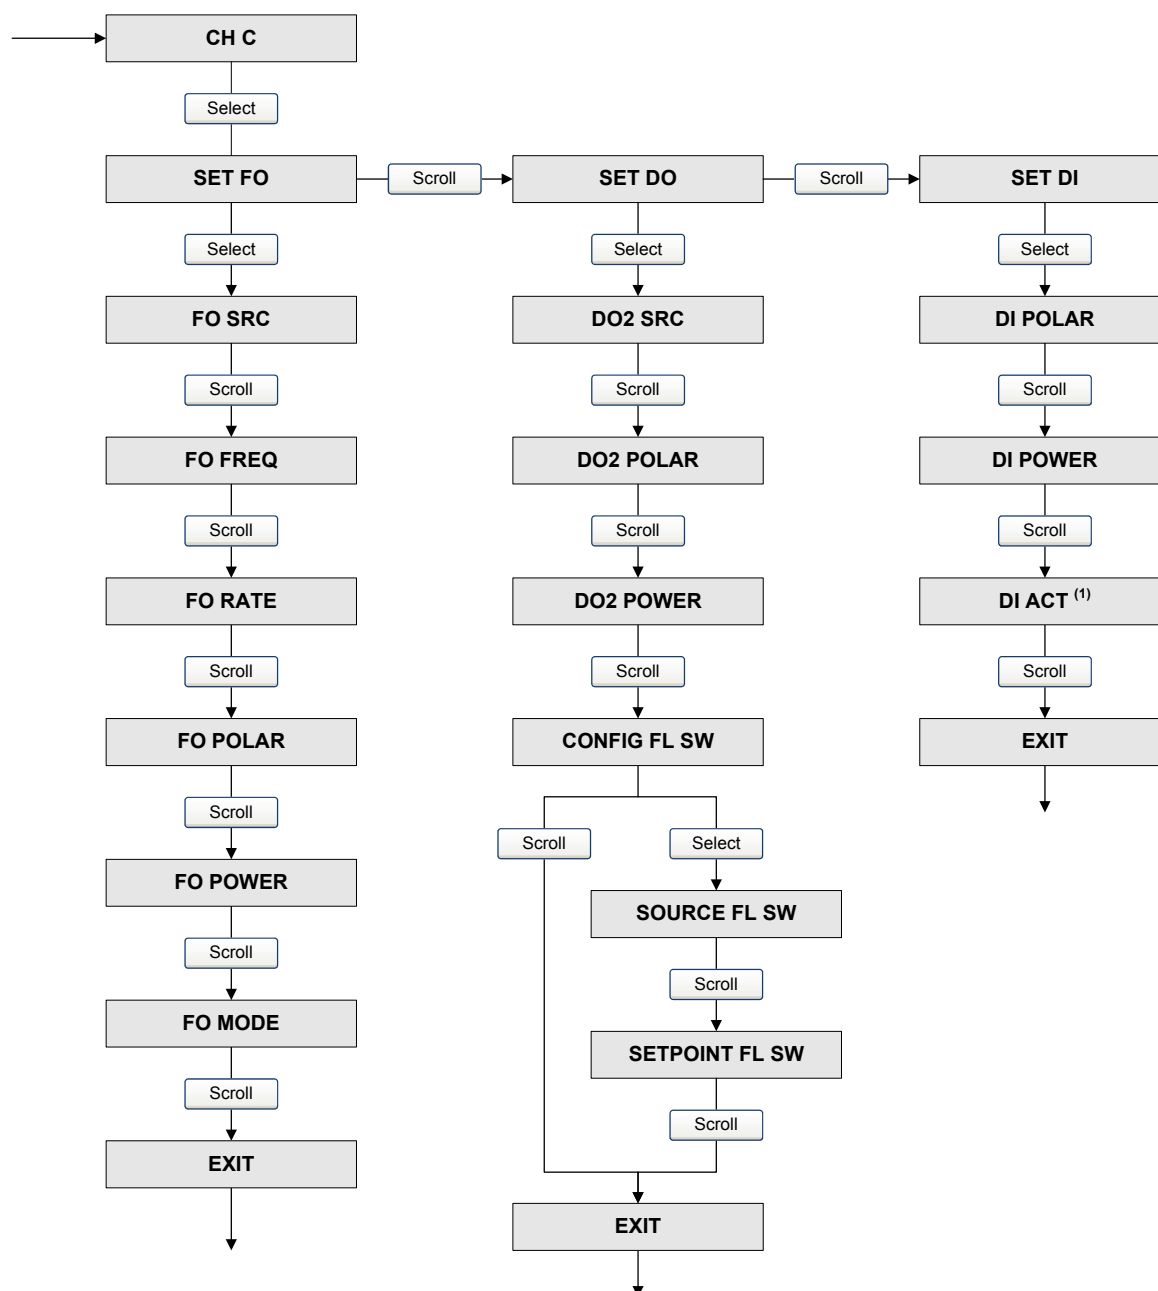 CH C
Select
SET FO
Scroll
SET DO
Scroll
SET DI
Select
Select
Select
FO SRC
DO2 SRC
DI POLAR
Scroll
Scroll
Scroll
FO FREQ
DO2 POLAR
DI POWER
Scroll
Scroll
Scroll
FO RATE
DO2 POWER
DI ACT (1)
Scroll
Scroll
Scroll
FO POLAR
CONFIG FL SW
EXIT
Scroll
Scroll
Select
FO POWER
SOURCE FL SW
Scroll
Scroll
FO MODE
SETPOINT FL SW
Scroll
Scroll
EXIT
EXIT